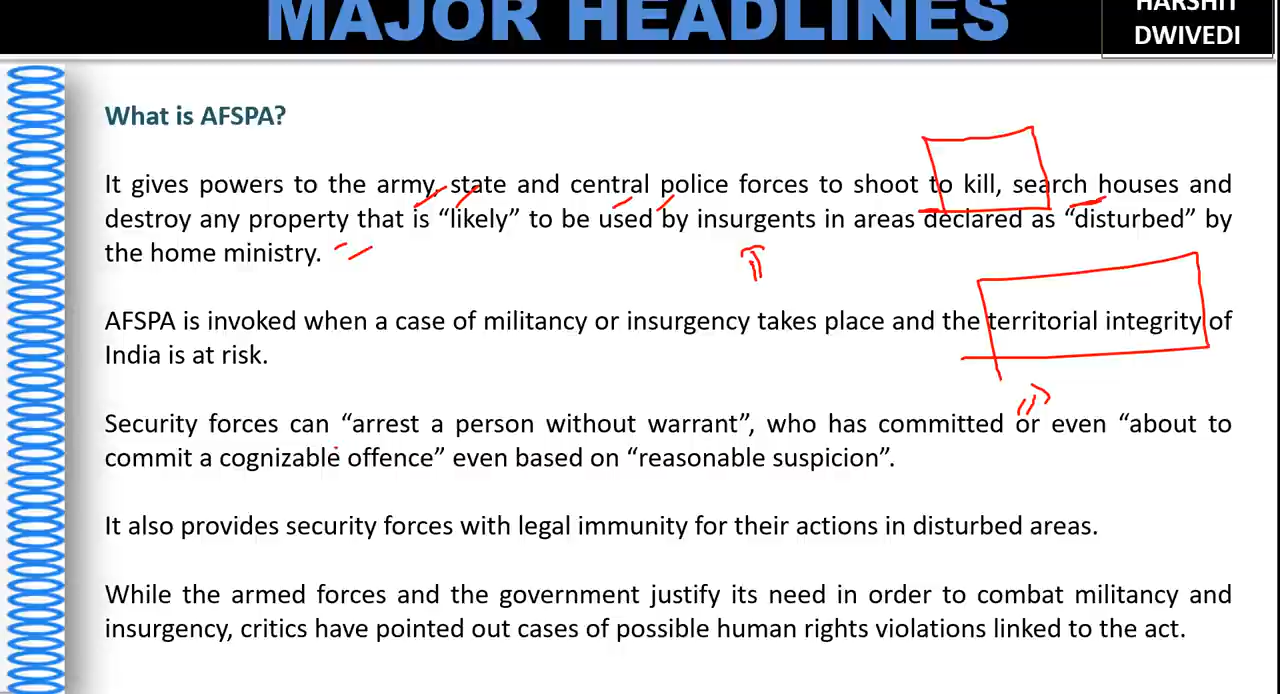 MAJOR HEADLINES
HARSHIT
DWIVEDI
What is AFSPA?
It gives powers to the army, state and central police forces to shoot to kill, search houses and
destroy any property that is “likely” to be used by insurgents in areas declared as “disturbed” by
the home ministry.
AFSPA is invoked when a case of militancy or insurgency takes place and the territorial integrity of
India is at risk.
Security forces can “arrest a person without warrant”, who has committed or even “about to
commit a cognizable offence” even based on “reasonable suspicion”.
It also provides security forces with legal immunity for their actions in disturbed areas.
While the armed forces and the government justify its need in order to combat militancy and
insurgency, critics have pointed out cases of possible human rights violations linked to the act.